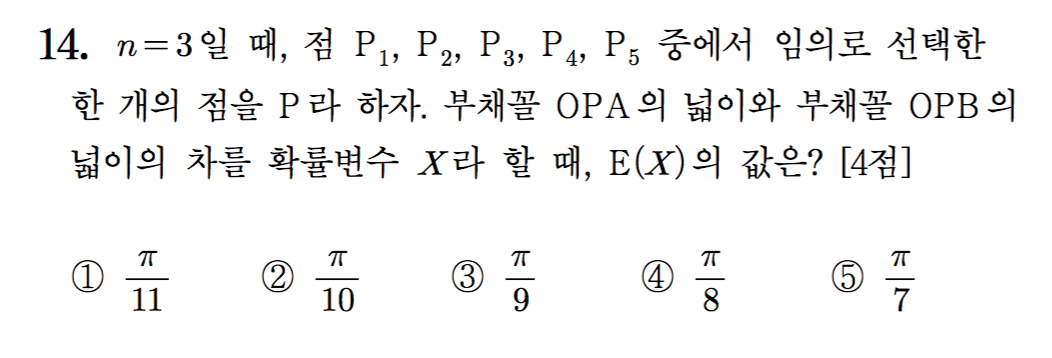 14. n=3일 때, 점 P₁, P₂, P₃, P₄, P₅ 중에서 임의로 선택한
한 개의 점을 P라 하자. 부채꼴 OPA의 넓이와 부채꼴 OPB의
넓이의 차를 확률변수 X라 할 때, E(X)의 값은? [4점]
① π/11 ② π/10 ③ π/9 ④ π/8 ⑤ π/7